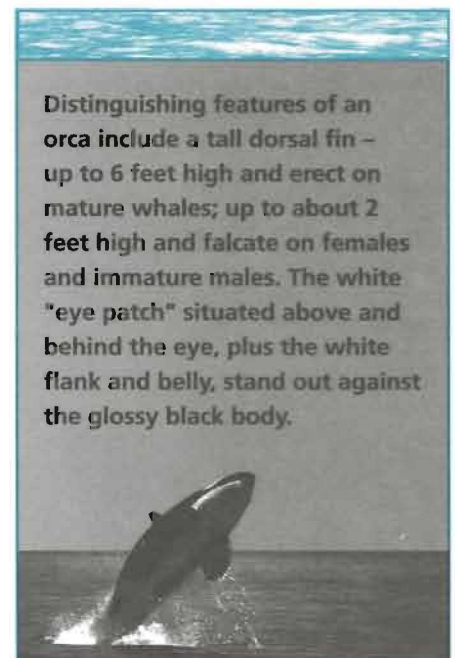 Distinguishing features of an
orca include a tall dorsal fin –
up to 6 feet high and erect on
mature whales; up to about 2
feet high and falcate on females
and immature males. The white
"eye patch" situated above and
behind the eye, plus the white
flank and belly, stand out against
the glossy black body.